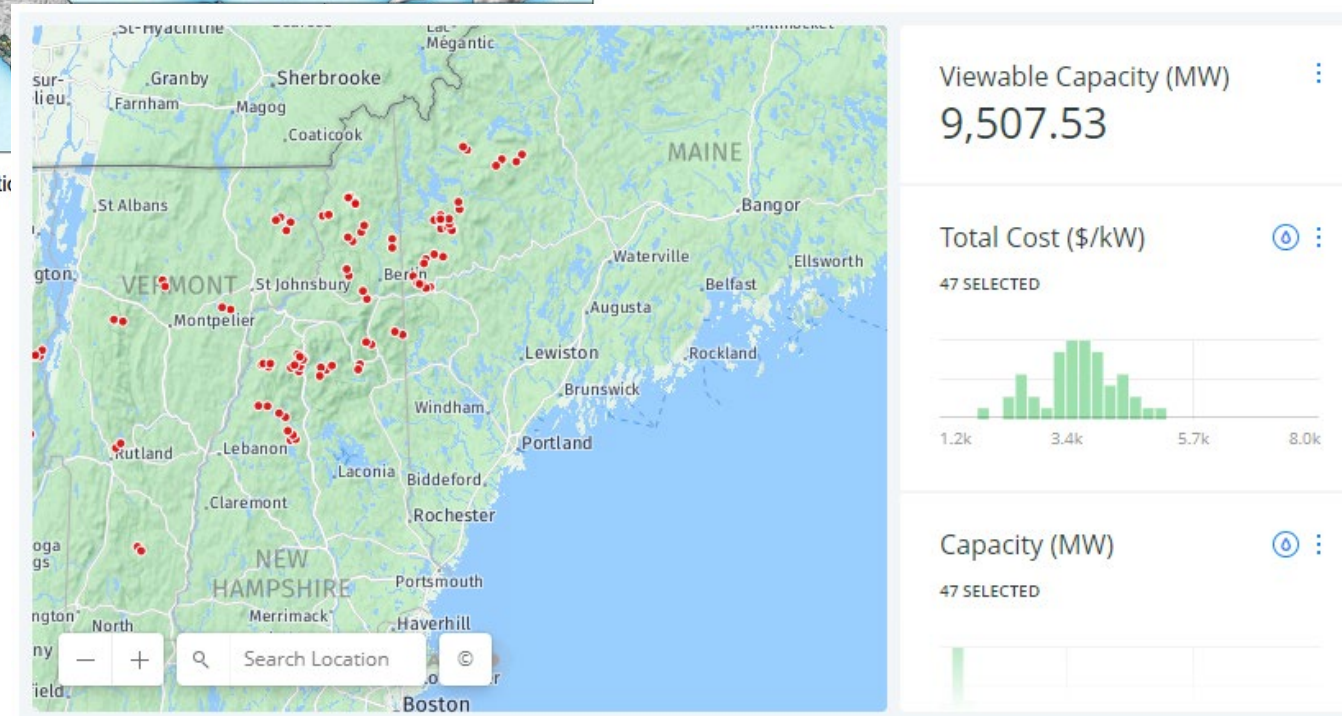 St-Hyacinthe
Lac-
Mégantic
sur-
lieu
Granby
Sherbrooke
Farnham
Magog
Coaticook
MAINE
St Albans
Bangor
gton
VERMONT
St Johnsbury
Berlin
Waterville
Ellsworth
Belfast
Montpelier
Augusta
Lewiston
Rockland
Brunswick
Windham
Rutland
Lebanon
Portland
Laconia
Biddeford
Claremont
Rochester
oga
gs
NEW
HAMPSHIRE
Portsmouth
ngton
North
Merrimack
Haverhill
ny
ield
Search Location
©
Boston
Viewable Capacity (MW)
9,507.53
Total Cost ($/kW)
47 SELECTED
1.2k 3.4k 5.7k 8.0k
Capacity (MW)
47 SELECTED